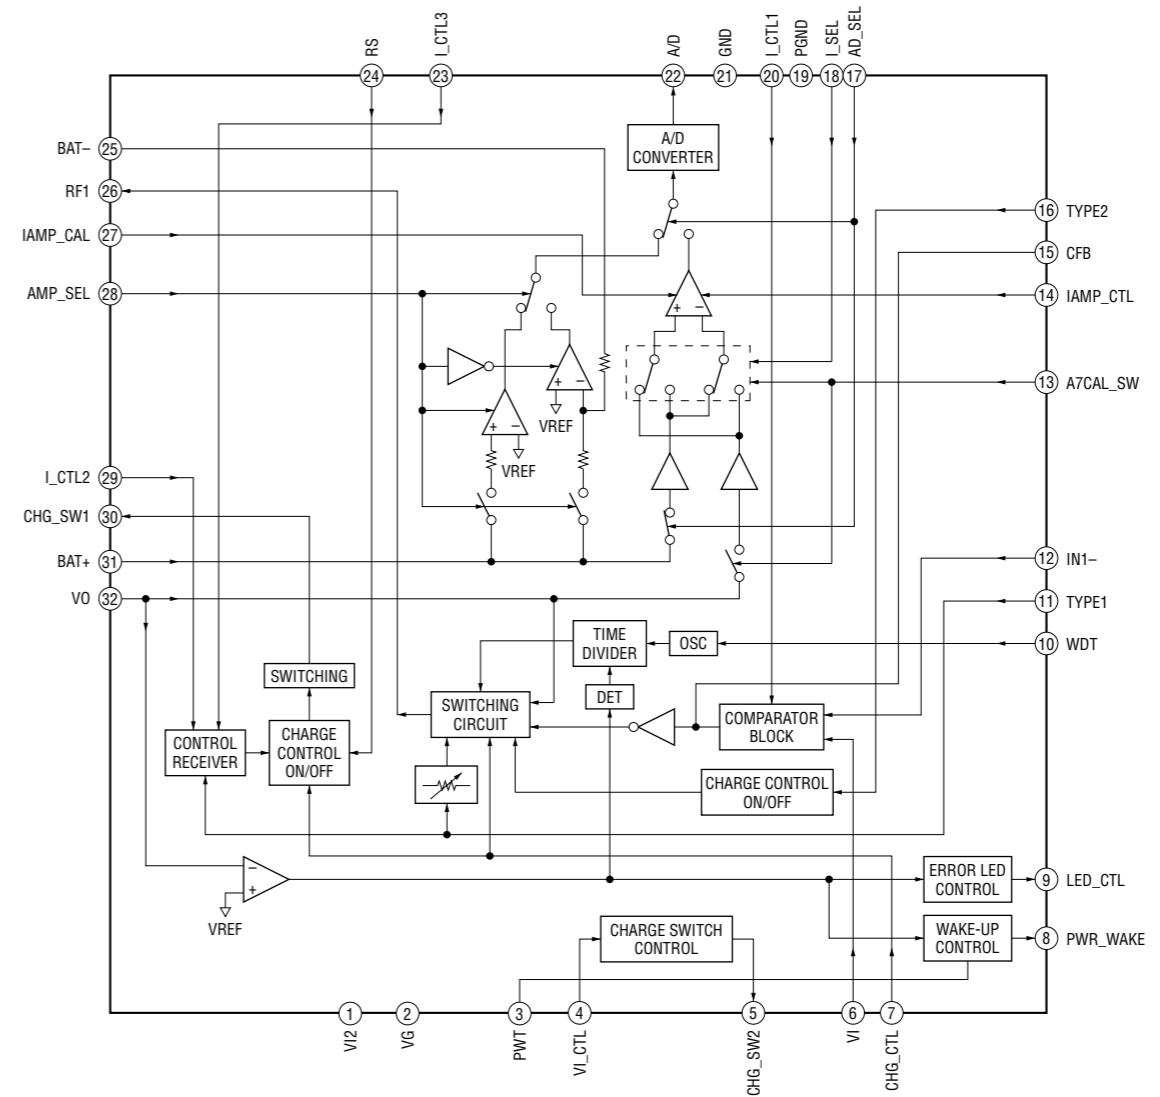 RS
I_CTL3
A/D
GND
I_CTL1
PGND
I_SEL
AD_SEL
24
23
22
21
20
19
18
17
BAT–
25
RF1
26
IAMP_CAL
27
AMP_SEL
28
I_CTL2
29
CHG_SW1
30
BAT+
31
VO
32
16
TYPE2
15
CFB
14
IAMP_CTL
13
A7CAL_SW
12
IN1–
11
TYPE1
10
WDT
9
LED_CTL
8
PWR_WAKE
A/D
CONVERTER
+ –
+ –
VREF
+ –
VREF
TIME
DIVIDER
OSC
DET
SWITCHING
SWITCHING
CIRCUIT
COMPARATOR
BLOCK
CONTROL
RECEIVER
CHARGE
CONTROL
ON/OFF
CHARGE CONTROL
ON/OFF
–
+
VREF
ERROR LED
CONTROL
CHARGE SWITCH
CONTROL
WAKE-UP
CONTROL
1
2
3
4
5
6
7
VI2
VG
PWT
VI_CTL
CHG_SW2
VI
CHG_CTL